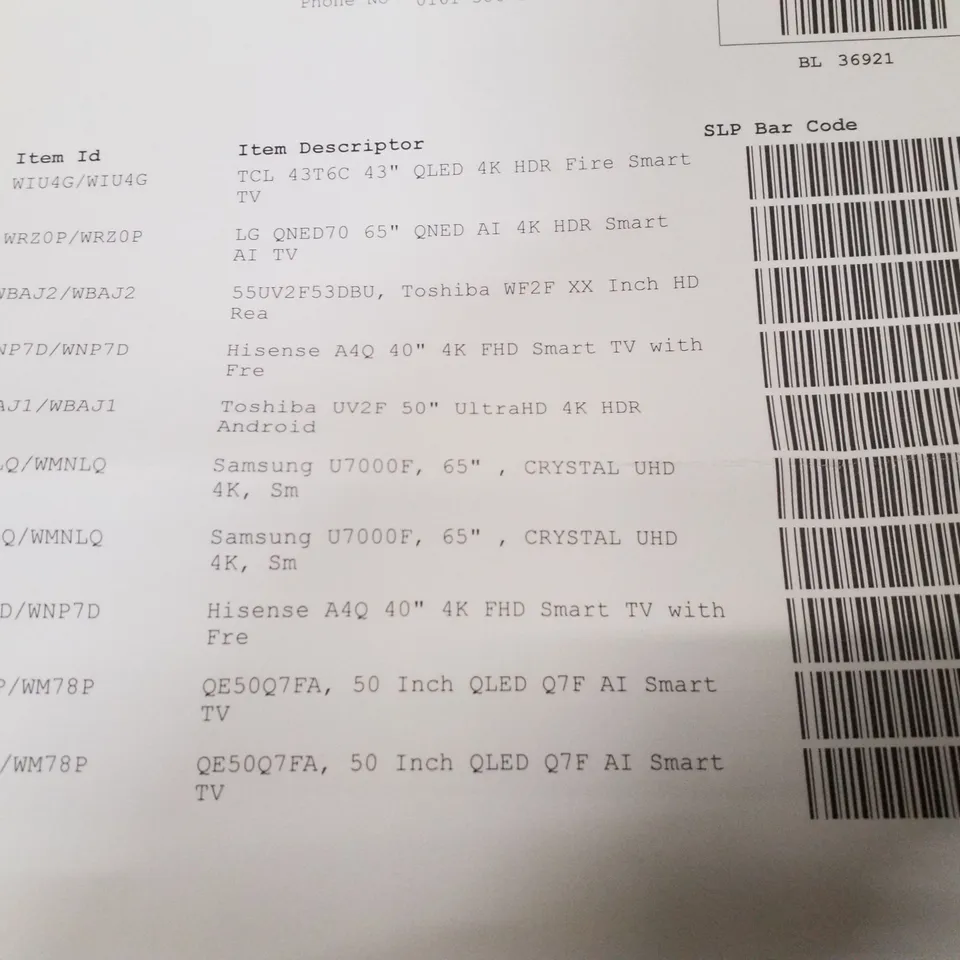 Phone No
BL 36921
Item Id Item Descriptor SLP Bar Code
WIU4G/WIU4G TCL 43T6C 43" QLED 4K HDR Fire Smart
TV
WRZ0P/WRZ0P LG QNED70 65" QNED AI 4K HDR Smart
AI TV
WBAJ2/WBAJ2 55UV2F53DBU, Toshiba WF2F XX Inch HD
Rea
NP7D/WNP7D Hisense A4Q 40" 4K FHD Smart TV with
Fre
AJ1/WBAJ1 Toshiba UV2F 50" UltraHD 4K HDR
Android
LQ/WMNLQ Samsung U7000F, 65" , CRYSTAL UHD
4K, Sm
Q/WMNLQ Samsung U7000F, 65" , CRYSTAL UHD
4K, Sm
D/WNP7D Hisense A4Q 40" 4K FHD Smart TV with
Fre
P/WM78P QE50Q7FA, 50 Inch QLED Q7F AI Smart
TV
/WM78P QE50Q7FA, 50 Inch QLED Q7F AI Smart
TV